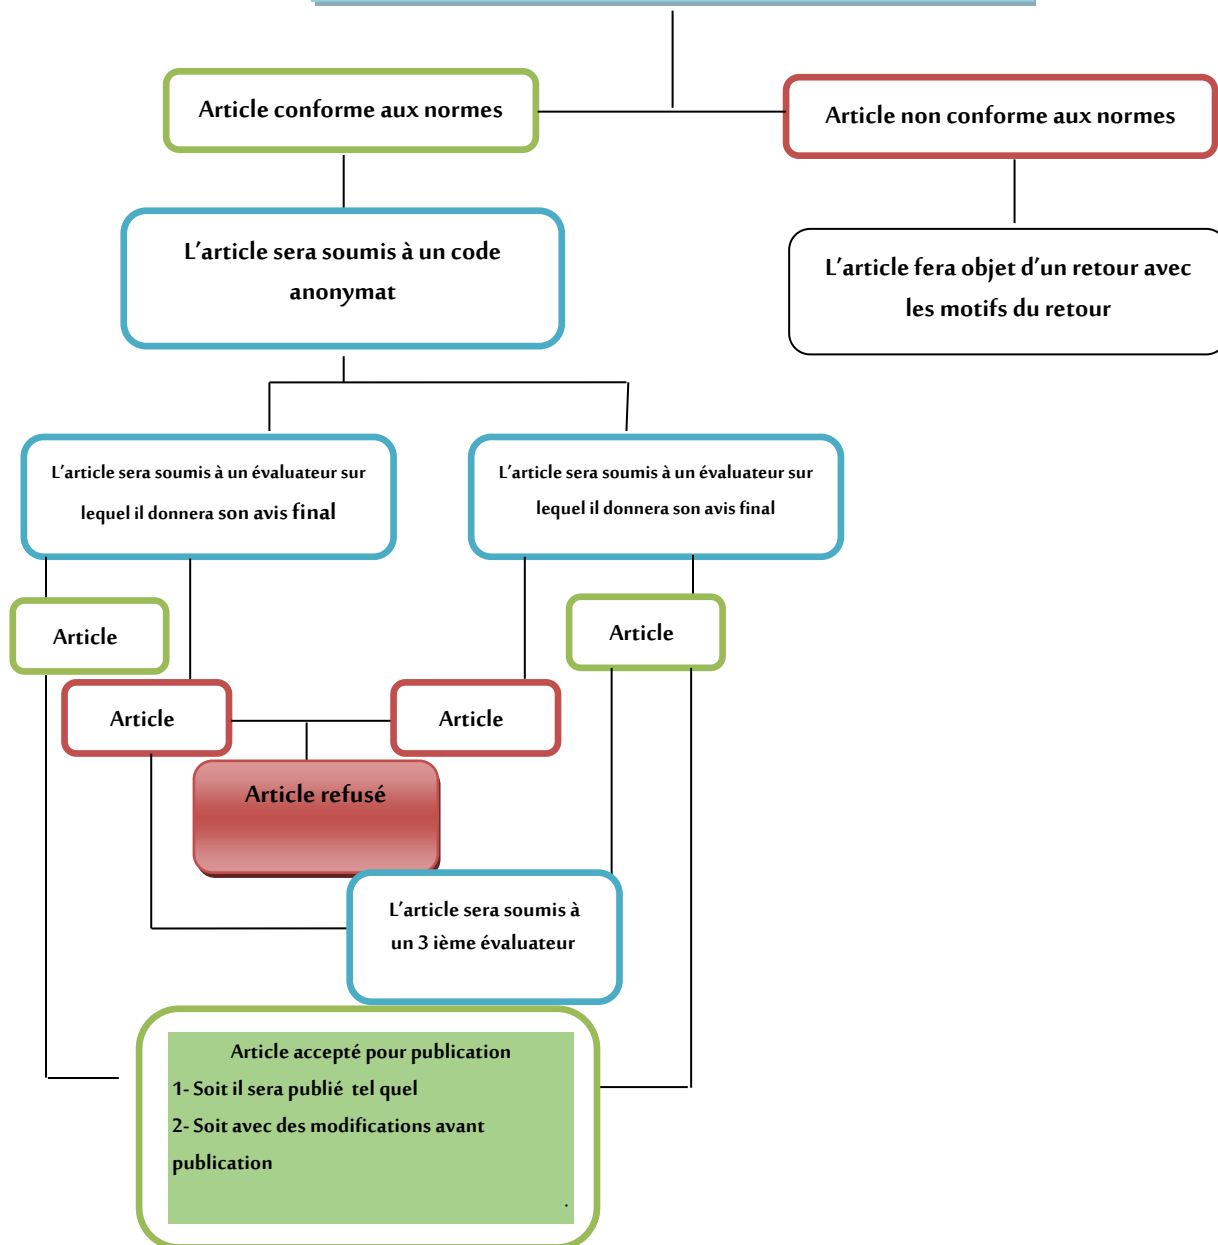 Article conforme aux normes
Article non conforme aux normes
L’article sera soumis à un code
anonymat
L’article fera objet d’un retour avec
les motifs du retour
L’article sera soumis à un évaluateur sur
lequel il donnera son avis final
L’article sera soumis à un évaluateur sur
lequel il donnera son avis final
Article
Article
Article
Article
Article refusé
L’article sera soumis à
un 3 ième évaluateur
Article accepté pour publication
1- Soit il sera publié tel quel
2- Soit avec des modifications avant
publication
.